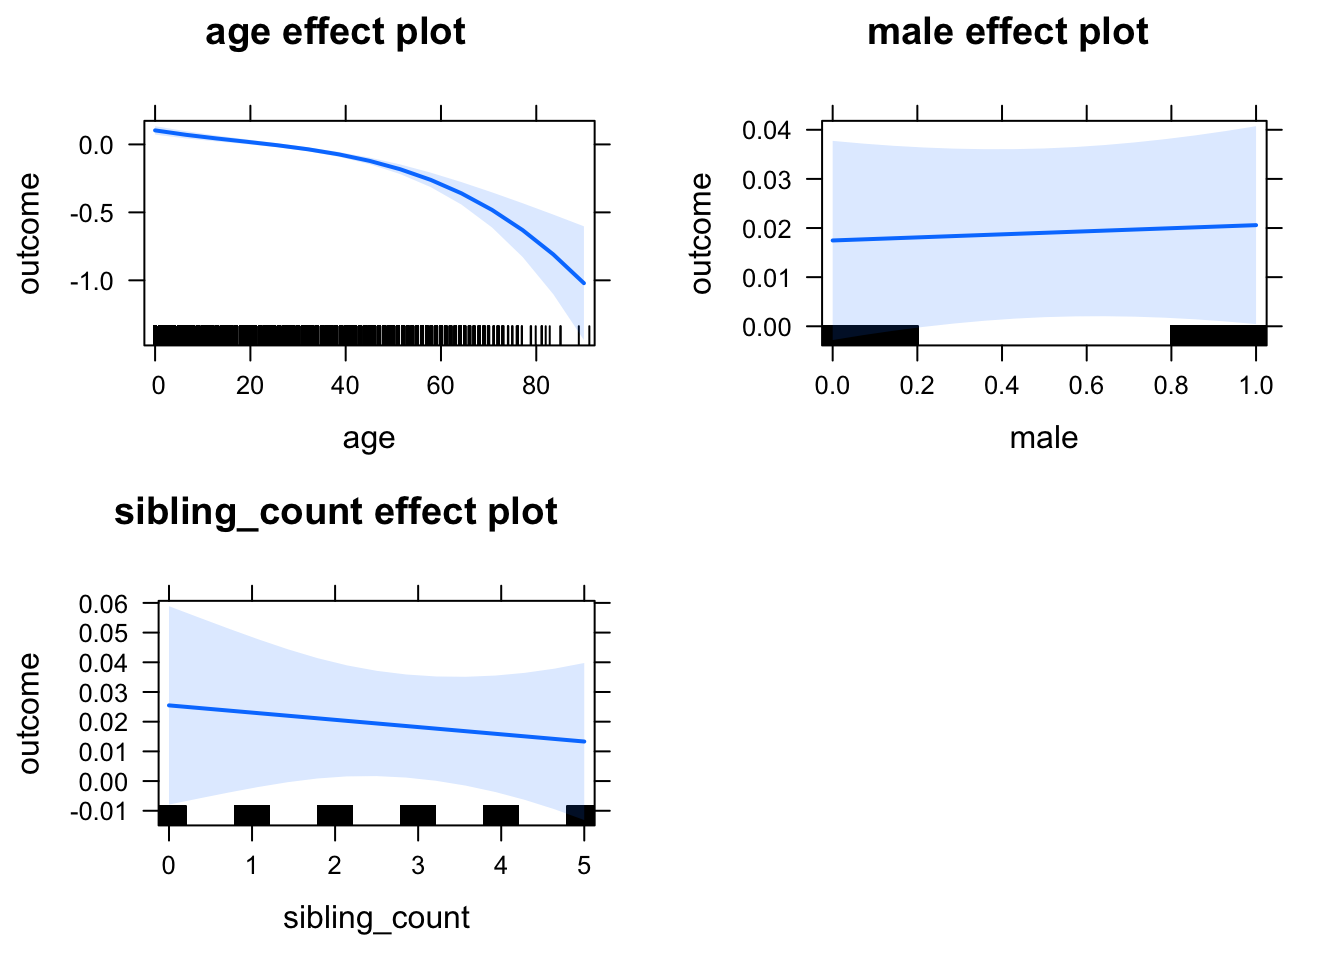 age effect plot
outcome
0.0
-0.5
-1.0
0 20 40 60 80
age
male effect plot
outcome
0.04
0.03
0.02
0.01
0.00
0.0 0.2 0.4 0.6 0.8 1.0
male
sibling_count effect plot
outcome
0.06
0.05
0.04
0.03
0.02
0.01
0.00
-0.01
0 1 2 3 4 5
sibling_count